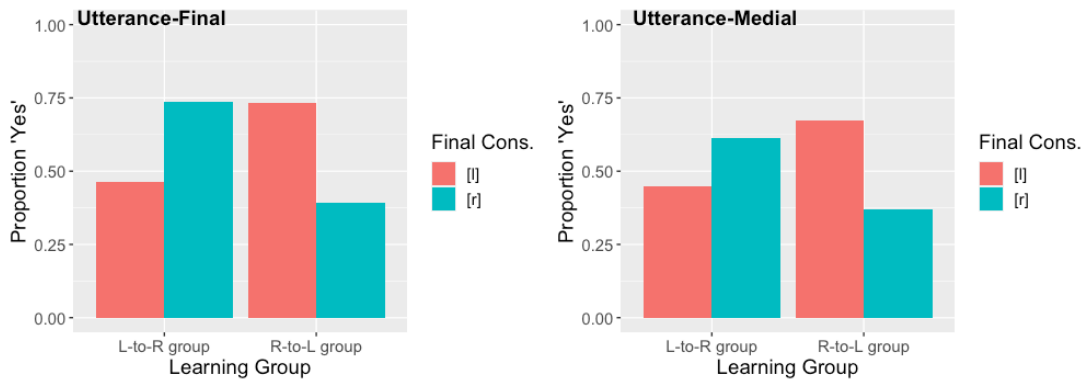 Utterance-Final
1.00
0.75
0.50
0.25
0.00
Proportion 'Yes'
L-to-R group
R-to-L group
Learning Group
Final Cons.
[l]
[r]
Utterance-Medial
1.00
0.75
0.50
0.25
0.00
Proportion 'Yes'
L-to-R group
R-to-L group
Learning Group
Final Cons.
[l]
[r]